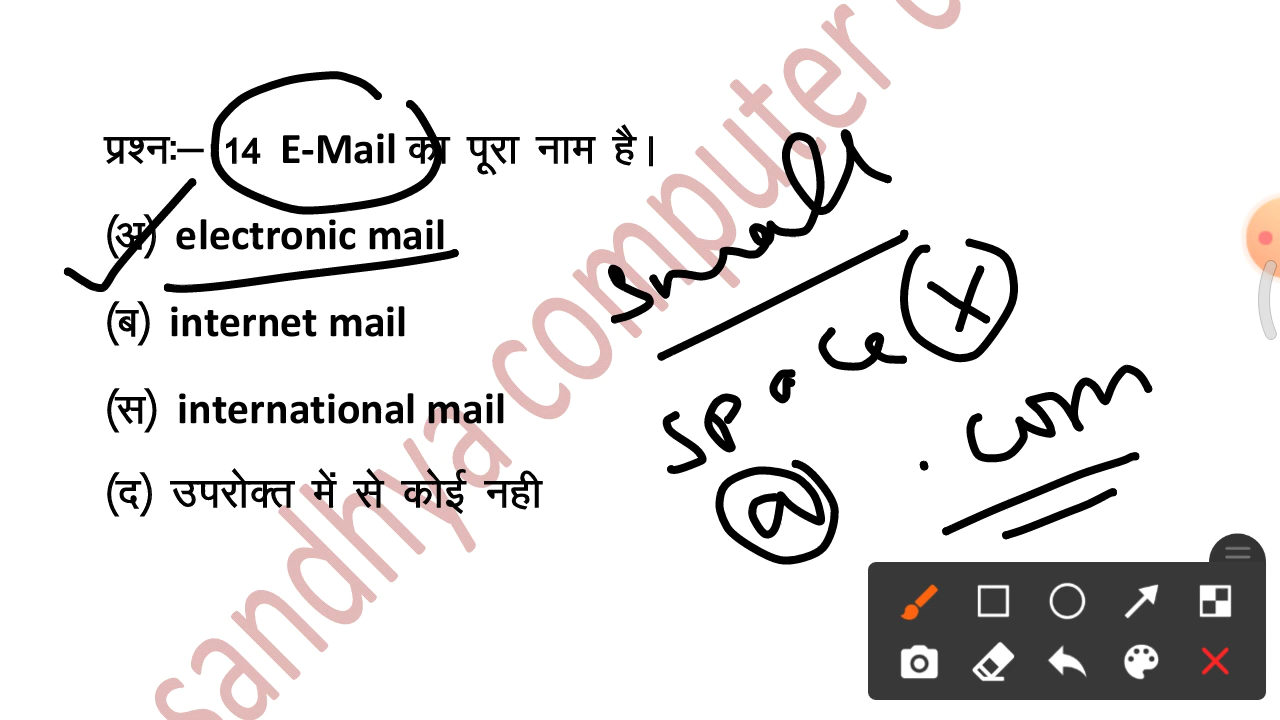 प्रश्नः– 14 E-Mail का पूरा नाम है।
(अ) electronic mail
(ब) internet mail
(स) international mail
(द) उपरोक्त में से कोई नही
small
space x
@ .com
sandhya computer